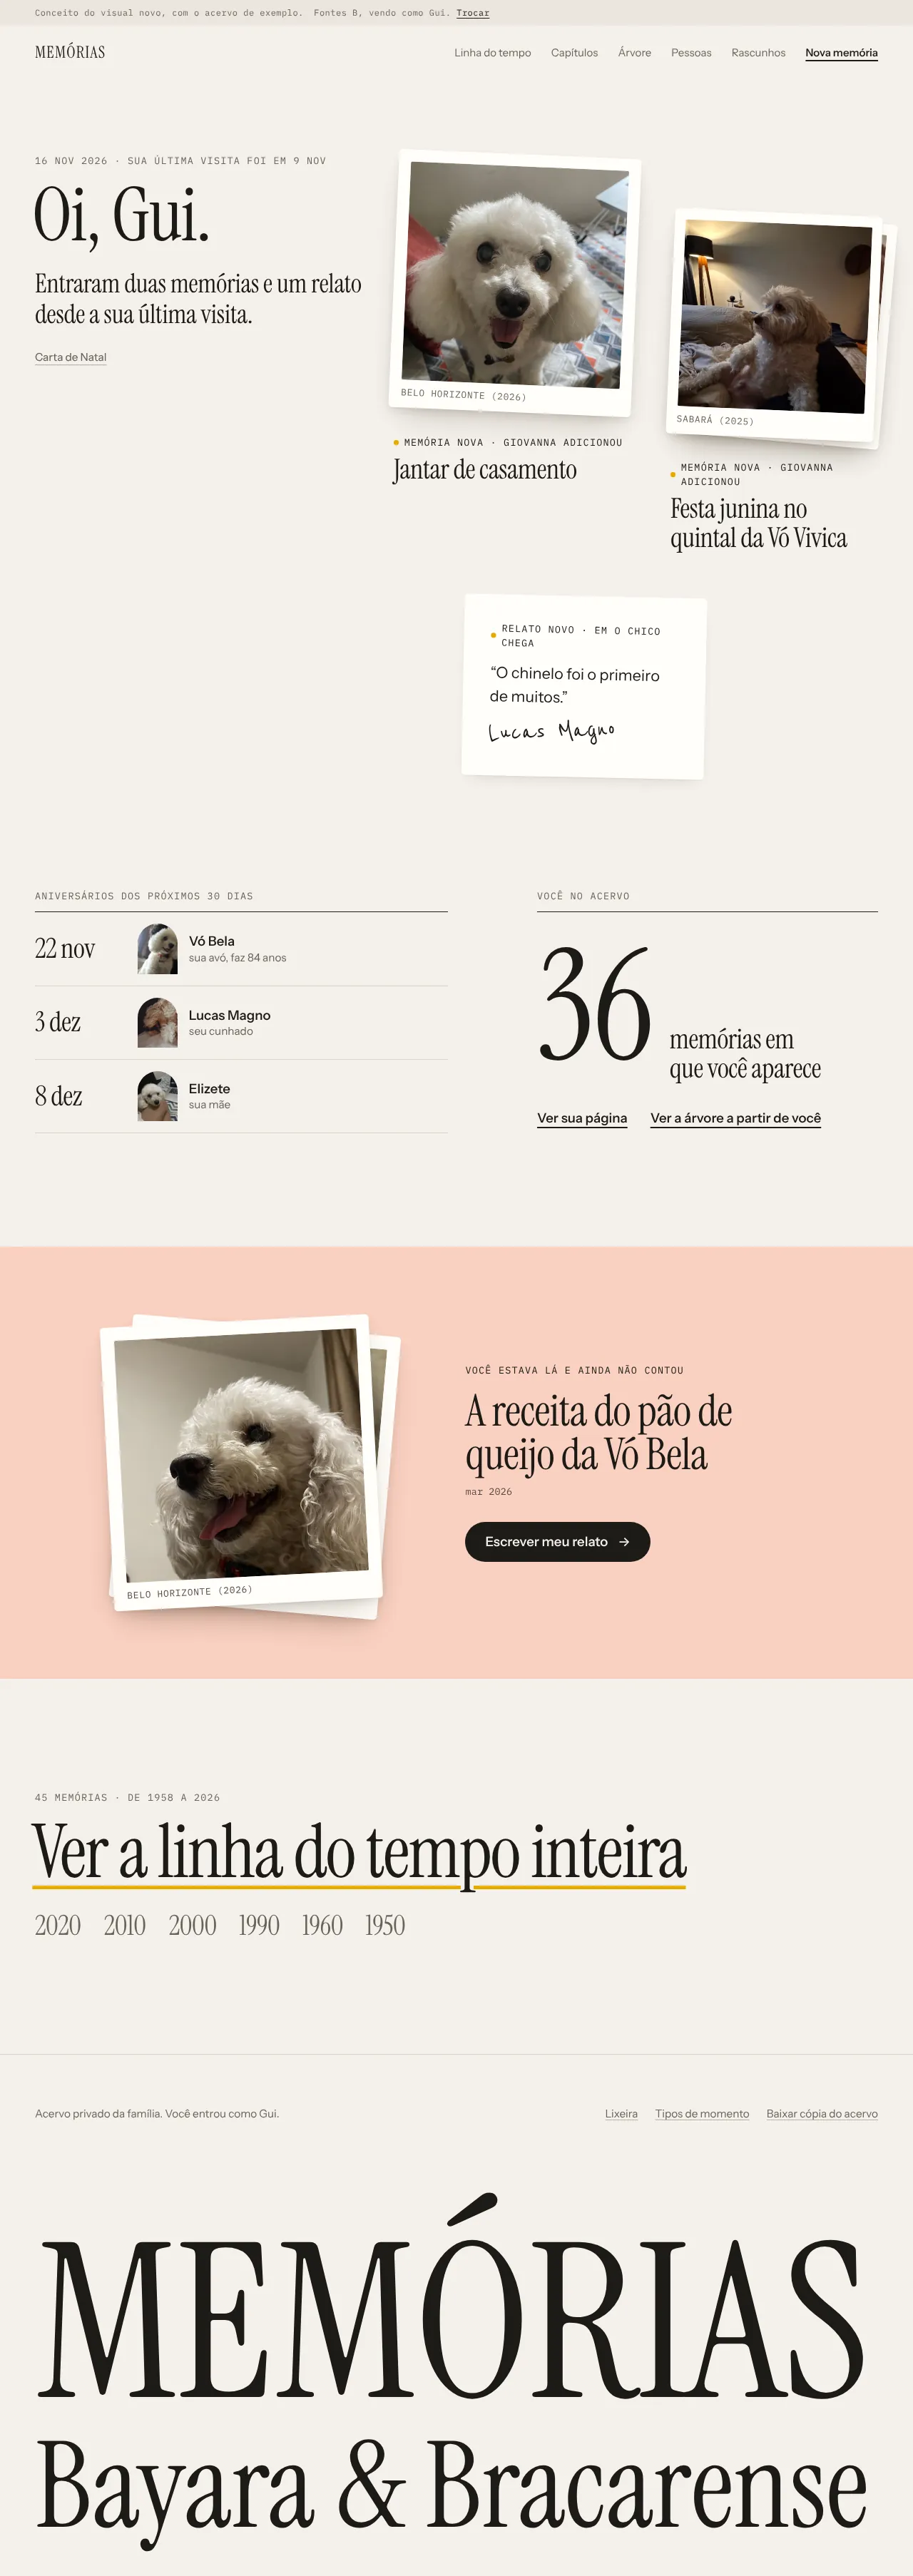 Conceito do visual novo, com o acervo de exemplo. Fontes B, vendo como Gui. Trocar
MEMÓRIAS
Linha do tempo Capítulos Árvore Pessoas Rascunhos Nova memória
16 NOV 2026 · SUA ÚLTIMA VISITA FOI EM 9 NOV
Oi, Gui.
Entraram duas memórias e um relato
desde a sua última visita.
Carta de Natal
BELO HORIZONTE (2026)
MEMÓRIA NOVA · GIOVANNA ADICIONOU
Jantar de casamento
SABARÁ (2025)
MEMÓRIA NOVA · GIOVANNA
ADICIONOU
Festa junina no
quintal da Vó Vivica
RELATO NOVO · EM O CHICO
CHEGA
“O chinelo foi o primeiro
de muitos.”
Lucas Magno
ANIVERSÁRIOS DOS PRÓXIMOS 30 DIAS
22 nov
Vó Bela
sua avó, faz 84 anos
3 dez
Lucas Magno
seu cunhado
8 dez
Elizete
sua mãe
VOCÊ NO ACERVO
36
memórias em
que você aparece
Ver sua página Ver a árvore a partir de você
BELO HORIZONTE (2026)
VOCÊ ESTAVA LÁ E AINDA NÃO CONTOU
A receita do pão de
queijo da Vó Bela
mar 2026
Escrever meu relato →
45 MEMÓRIAS · DE 1958 A 2026
Ver a linha do tempo inteira
2020 2010 2000 1990 1960 1950
Acervo privado da família. Você entrou como Gui.
Lixeira Tipos de momento Baixar cópia do acervo
MEMÓRIAS
Bayara & Bracarense